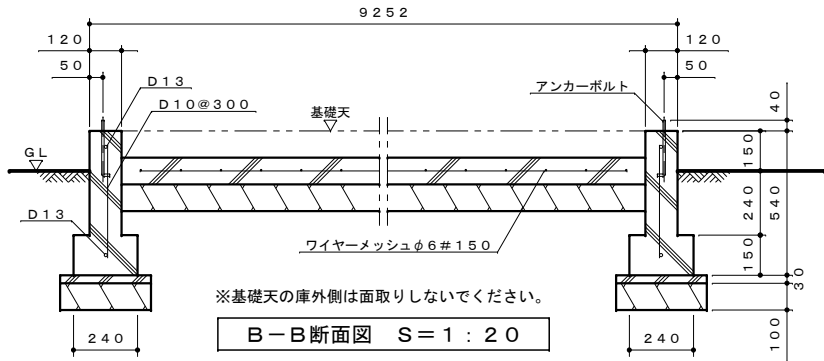 9252
120
120
50
50
D13
D10@300
アンカーボルト
基礎天
GL
D13
ワイヤーメッシュφ6#150
40
150
540
240
150
30
100
※基礎天の庫外側は面取りしないでください。
240
240
B－B断面図 S＝1：20